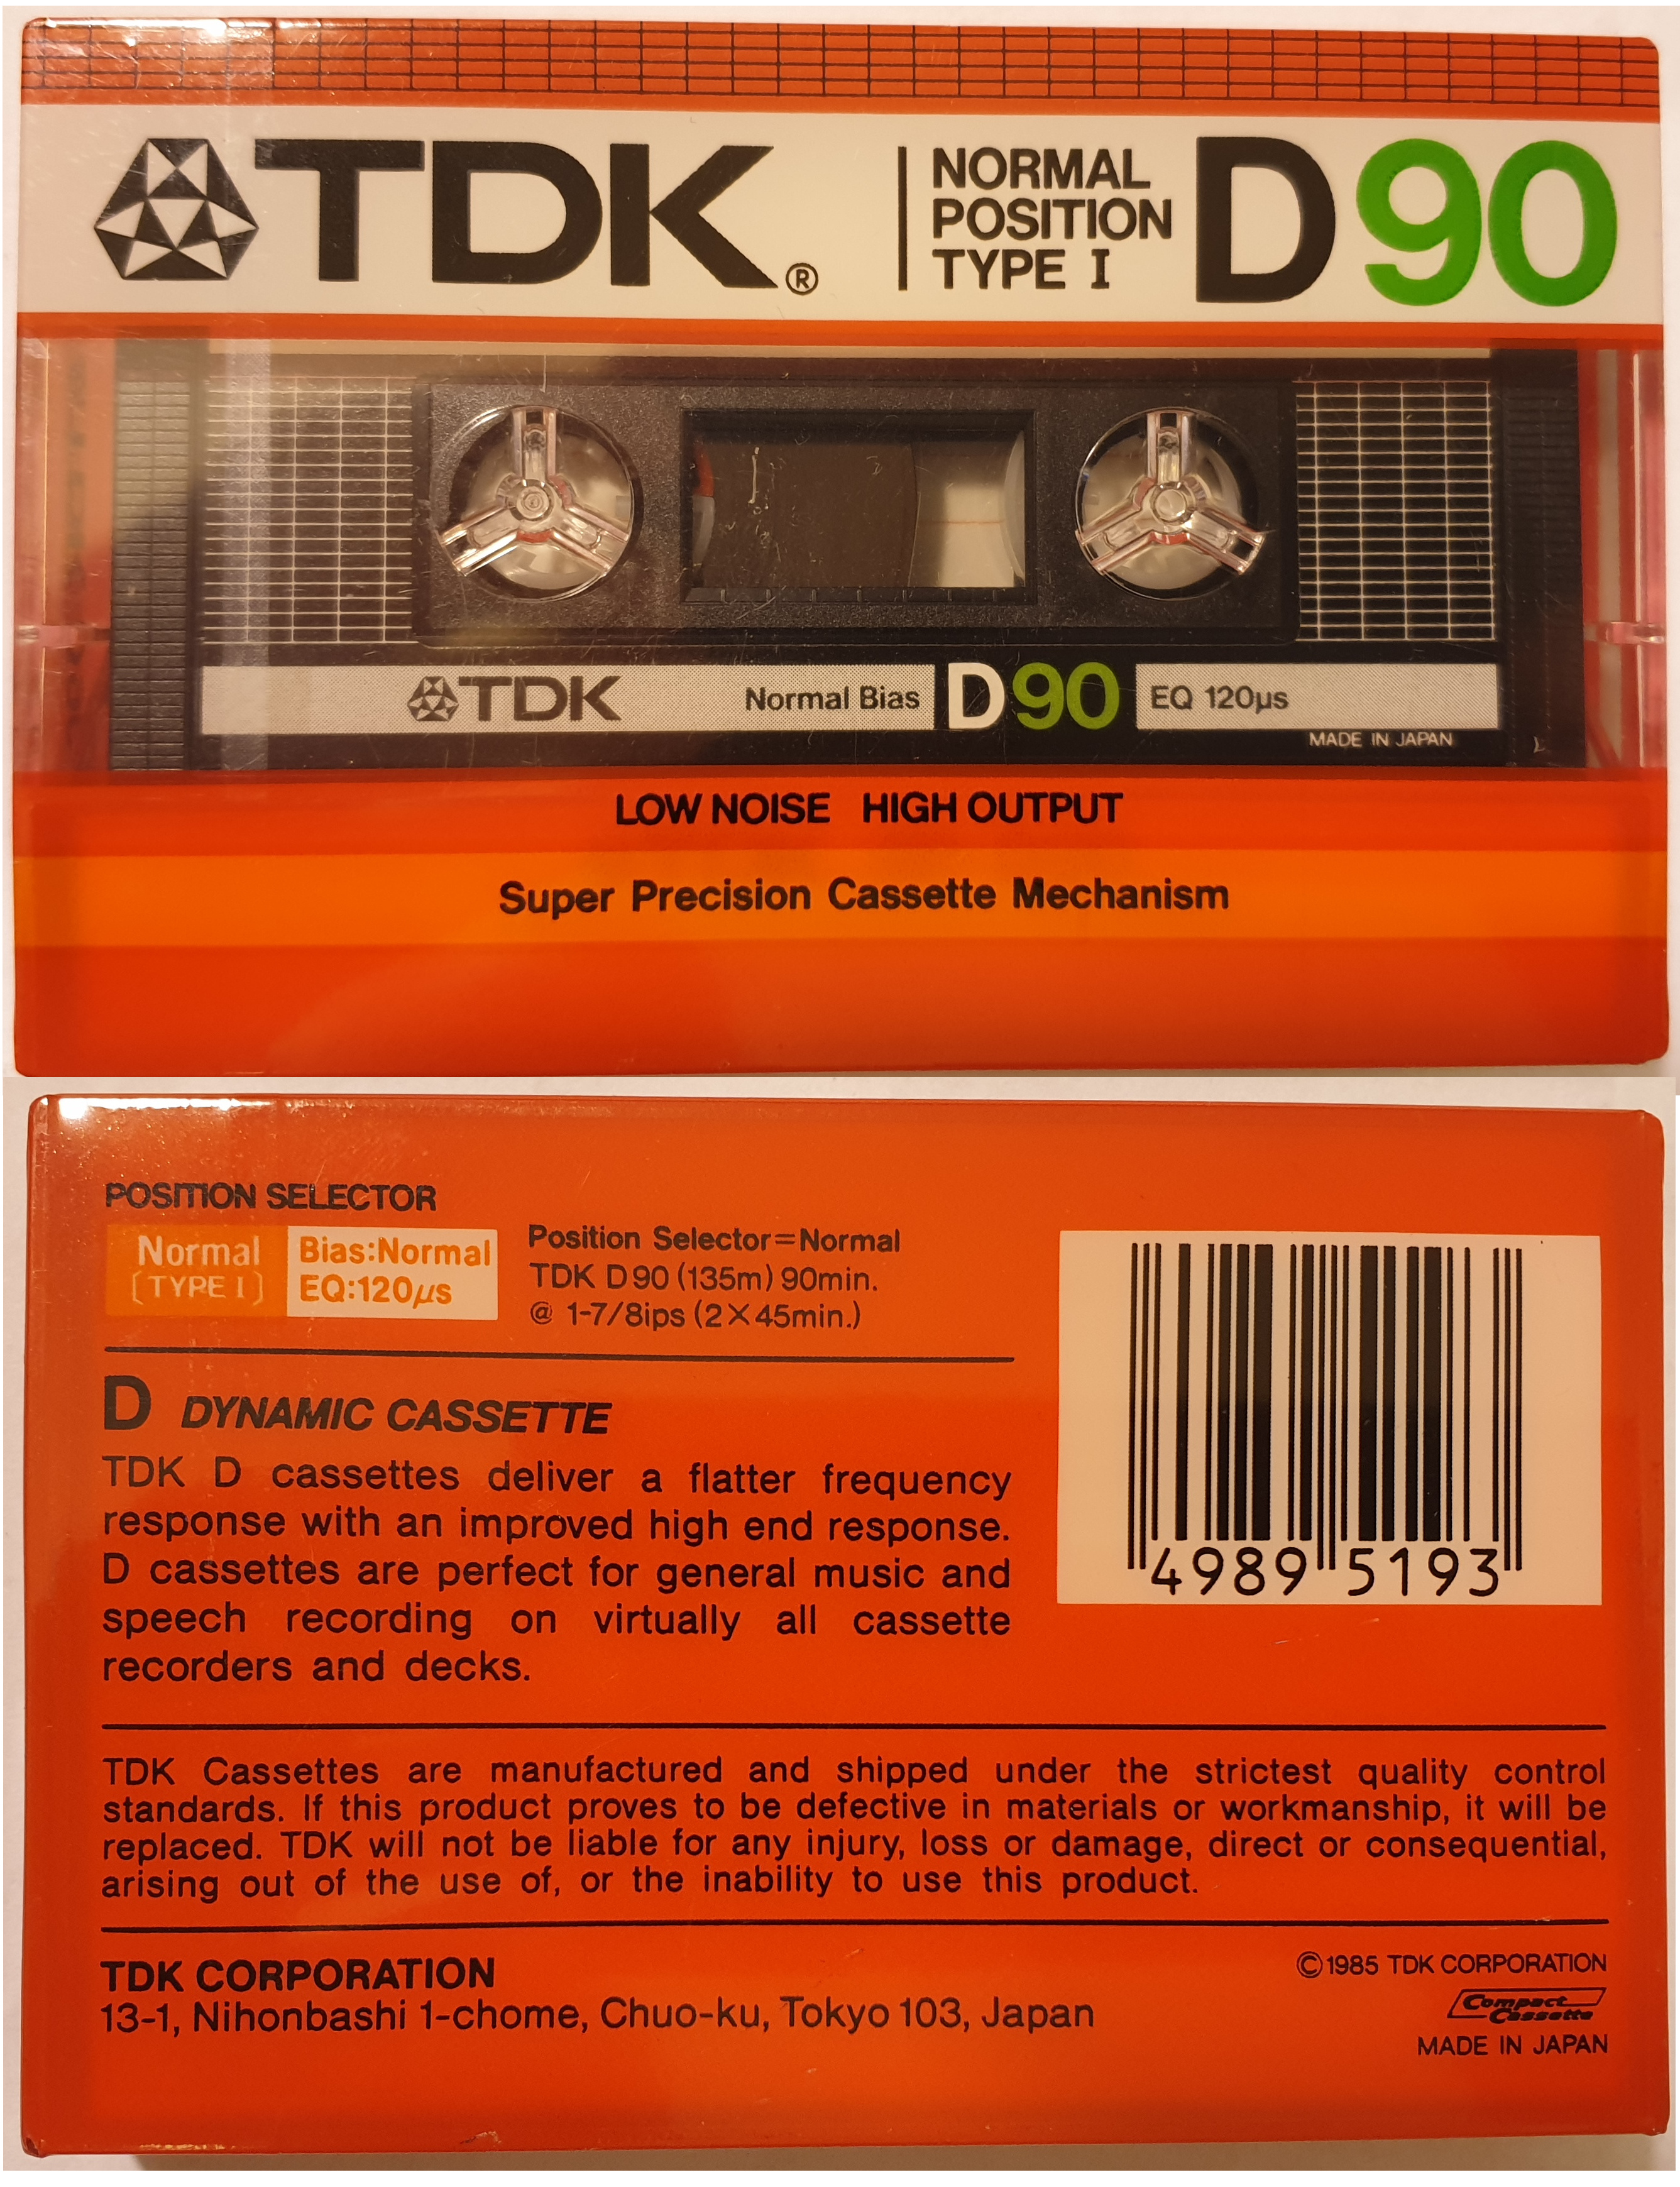 TDK®
NORMAL
POSITION
TYPE I
D90
TDK Normal Bias D90 EQ 120µs
MADE IN JAPAN
LOW NOISE HIGH OUTPUT
Super Precision Cassette Mechanism
POSITION SELECTOR
Normal
[TYPE I]
Bias:Normal
EQ:120µs
Position Selector=Normal
TDK D90 (135m) 90min.
@ 1-7/8ips (2×45min.)
D DYNAMIC CASSETTE
TDK D cassettes deliver a flatter frequency
response with an improved high end response.
D cassettes are perfect for general music and
speech recording on virtually all cassette
recorders and decks.
4989 5193
TDK Cassettes are manufactured and shipped under the strictest quality control
standards. If this product proves to be defective in materials or workmanship, it will be
replaced. TDK will not be liable for any injury, loss or damage, direct or consequential,
arising out of the use of, or the inability to use this product.
TDK CORPORATION
13-1, Nihonbashi 1-chome, Chuo-ku, Tokyo 103, Japan
©1985 TDK CORPORATION
Compact
Cassette
MADE IN JAPAN